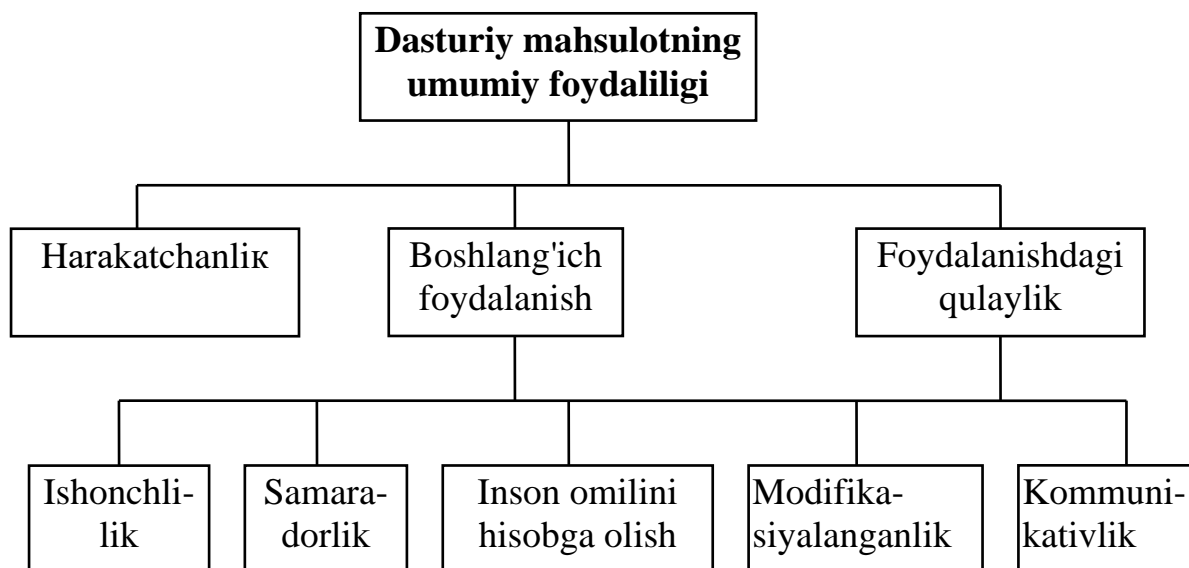 Dasturiy mahsulotning
umumiy foydaliligi
Harakatchanliк
Boshlang'ich
foydalanish
Foydalanishdagi
qulaylik
Ishonchli-
lik
Samara-
dorlik
Inson omilini
hisobga olish
Modifika-
siyalanganlik
Kommuni-
kativlik